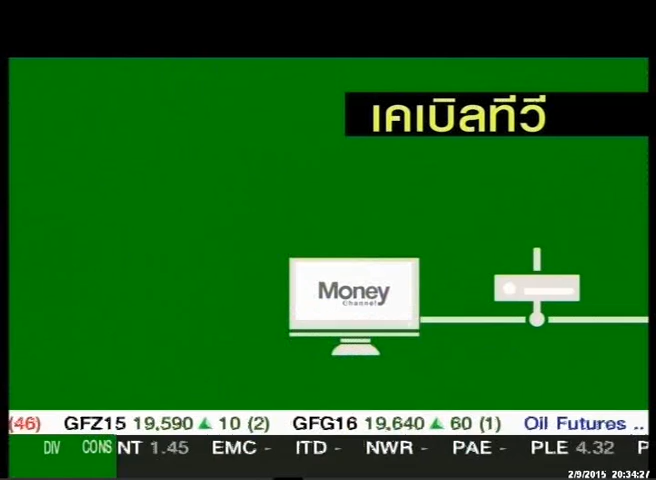 เคเบิลทีวี
Money
Channel
(46) GFZ15 19,590 ▲ 10 (2) GFG16 19,640 ▲ 60 (1) Oil Futures ..
DIV CONS NT 1.45 EMC - ITD - NWR - PAE - PLE 4.32 P
2/9/2015 20:34:27